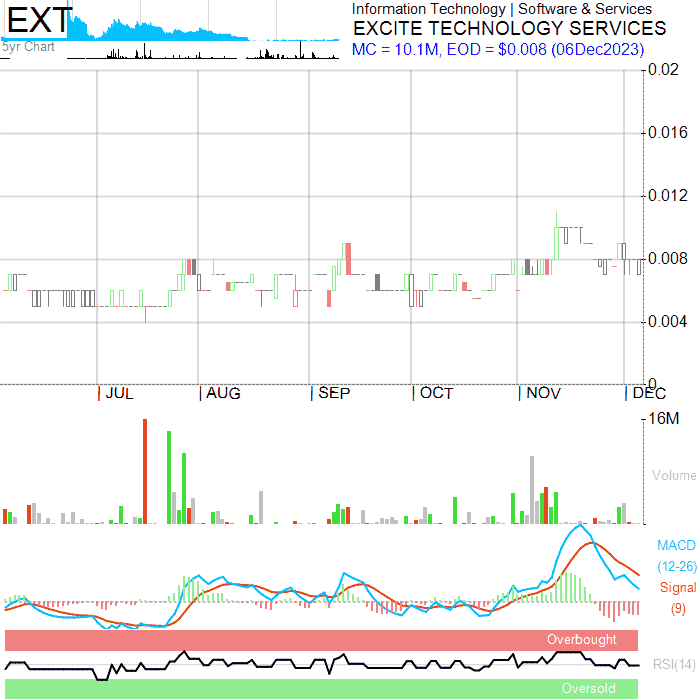 EXT
5yr Chart
Information Technology | Software & Services
EXCITE TECHNOLOGY SERVICES
MC = 10.1M, EOD = $0.008 (06Dec2023)
0.02
0.016
0.012
0.008
0.004
0
| JUL | AUG | SEP | OCT | NOV | DEC
16M
Volume
MACD
(12-26)
Signal
(9)
Overbought
RSI(14)
Oversold